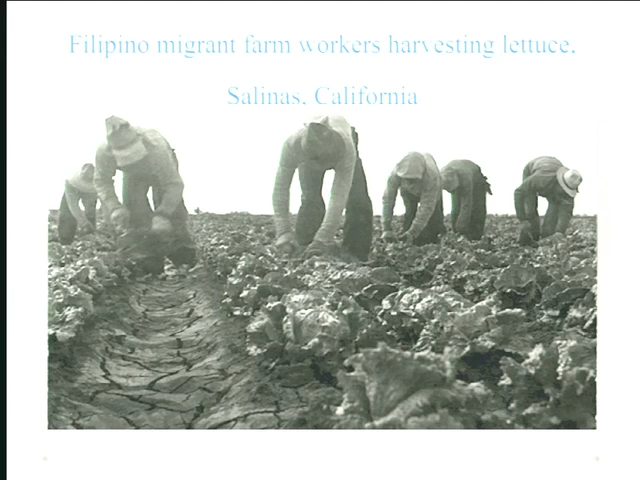 Filipino migrant farm workers harvesting lettuce,
Salinas, California